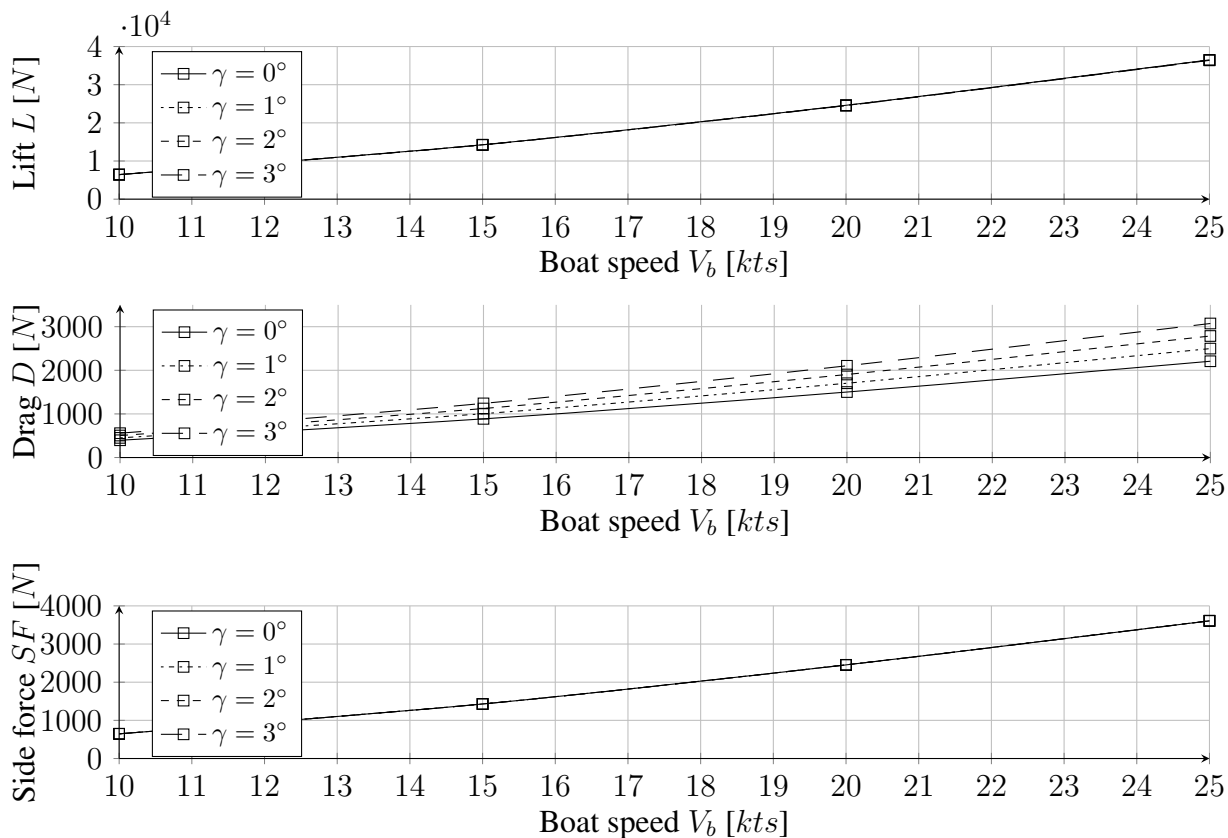 ·10⁴
Lift L [N]
4
3
2
1
0
γ = 0°
γ = 1°
γ = 2°
γ = 3°
10 11 12 13 14 15 16 17 18 19 20 21 22 23 24 25
Boat speed V_b [kts]
Drag D [N]
3000
2000
1000
0
γ = 0°
γ = 1°
γ = 2°
γ = 3°
10 11 12 13 14 15 16 17 18 19 20 21 22 23 24 25
Boat speed V_b [kts]
Side force SF [N]
4000
3000
2000
1000
0
γ = 0°
γ = 1°
γ = 2°
γ = 3°
10 11 12 13 14 15 16 17 18 19 20 21 22 23 24 25
Boat speed V_b [kts]